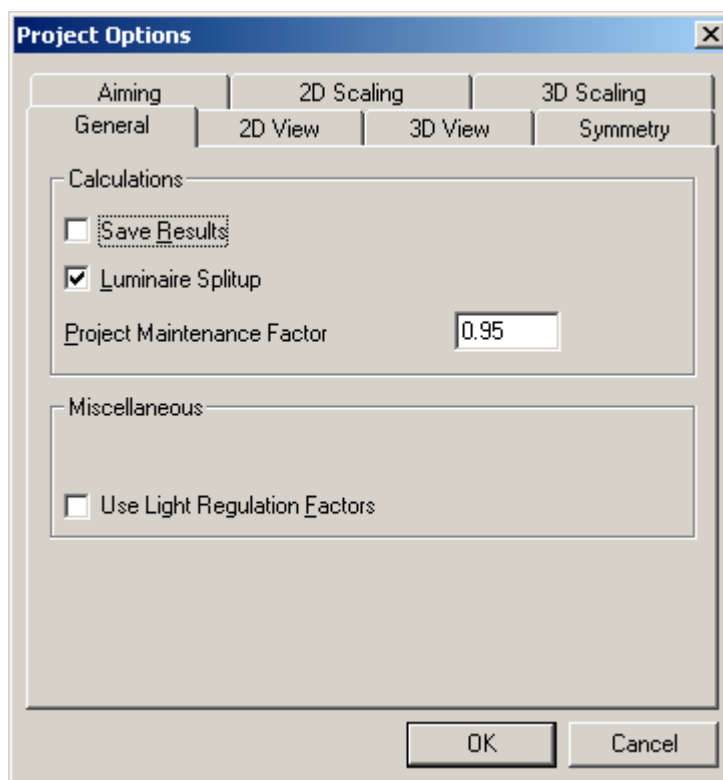 Project Options
Aiming 2D Scaling 3D Scaling
General 2D View 3D View Symmetry
Calculations
Save Results
Luminaire Splitup
Project Maintenance Factor 0.95
Miscellaneous
Use Light Regulation Factors
OK Cancel